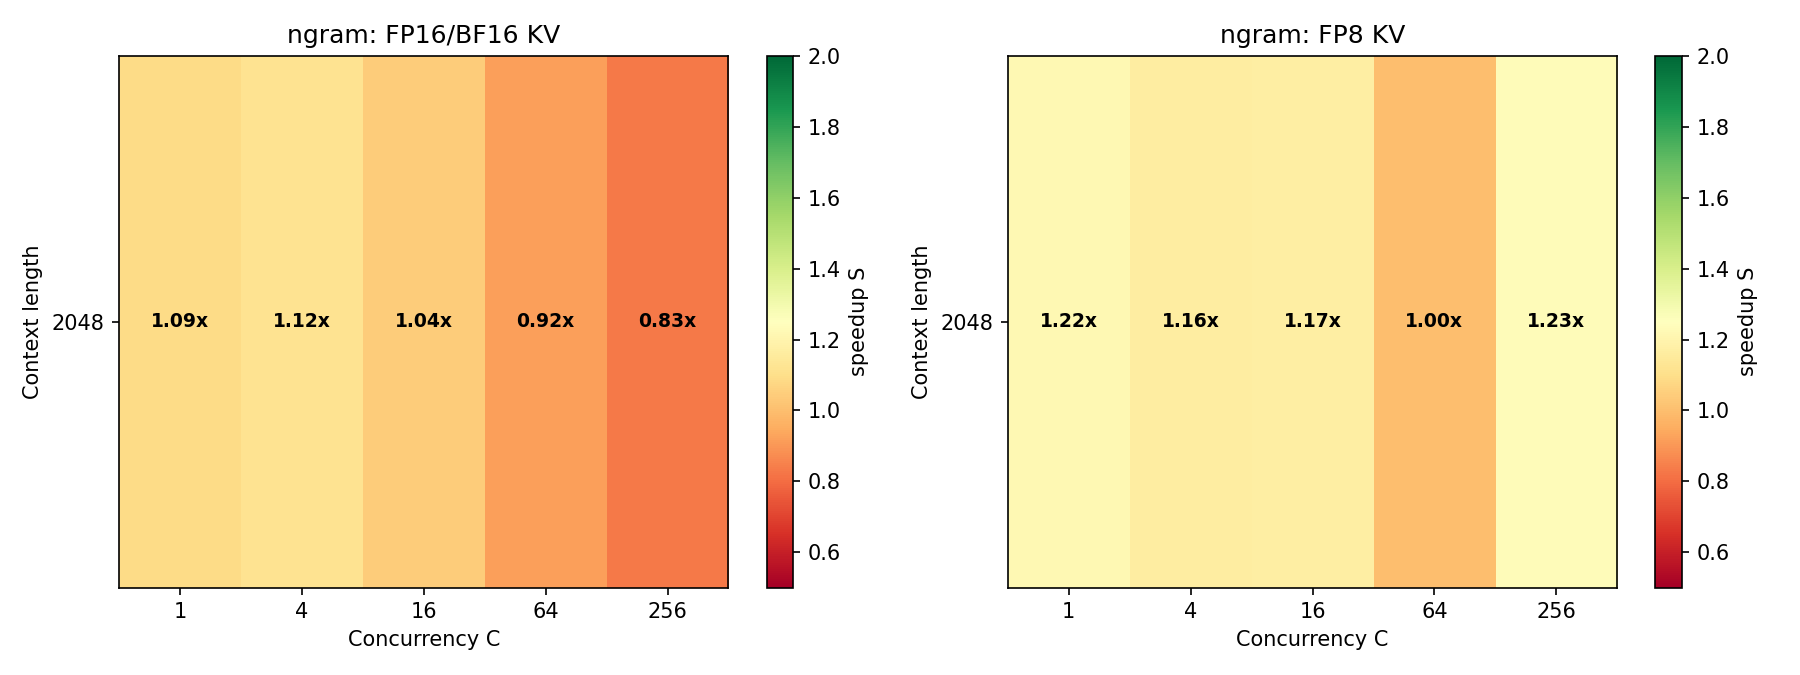 ngram: FP16/BF16 KV
Context length
2048
1.09x 1.12x 1.04x 0.92x 0.83x
1 4 16 64 256
Concurrency C
2.0
1.8
1.6
1.4
1.2
1.0
0.8
0.6
speedup S
ngram: FP8 KV
Context length
2048
1.22x 1.16x 1.17x 1.00x 1.23x
1 4 16 64 256
Concurrency C
2.0
1.8
1.6
1.4
1.2
1.0
0.8
0.6
speedup S